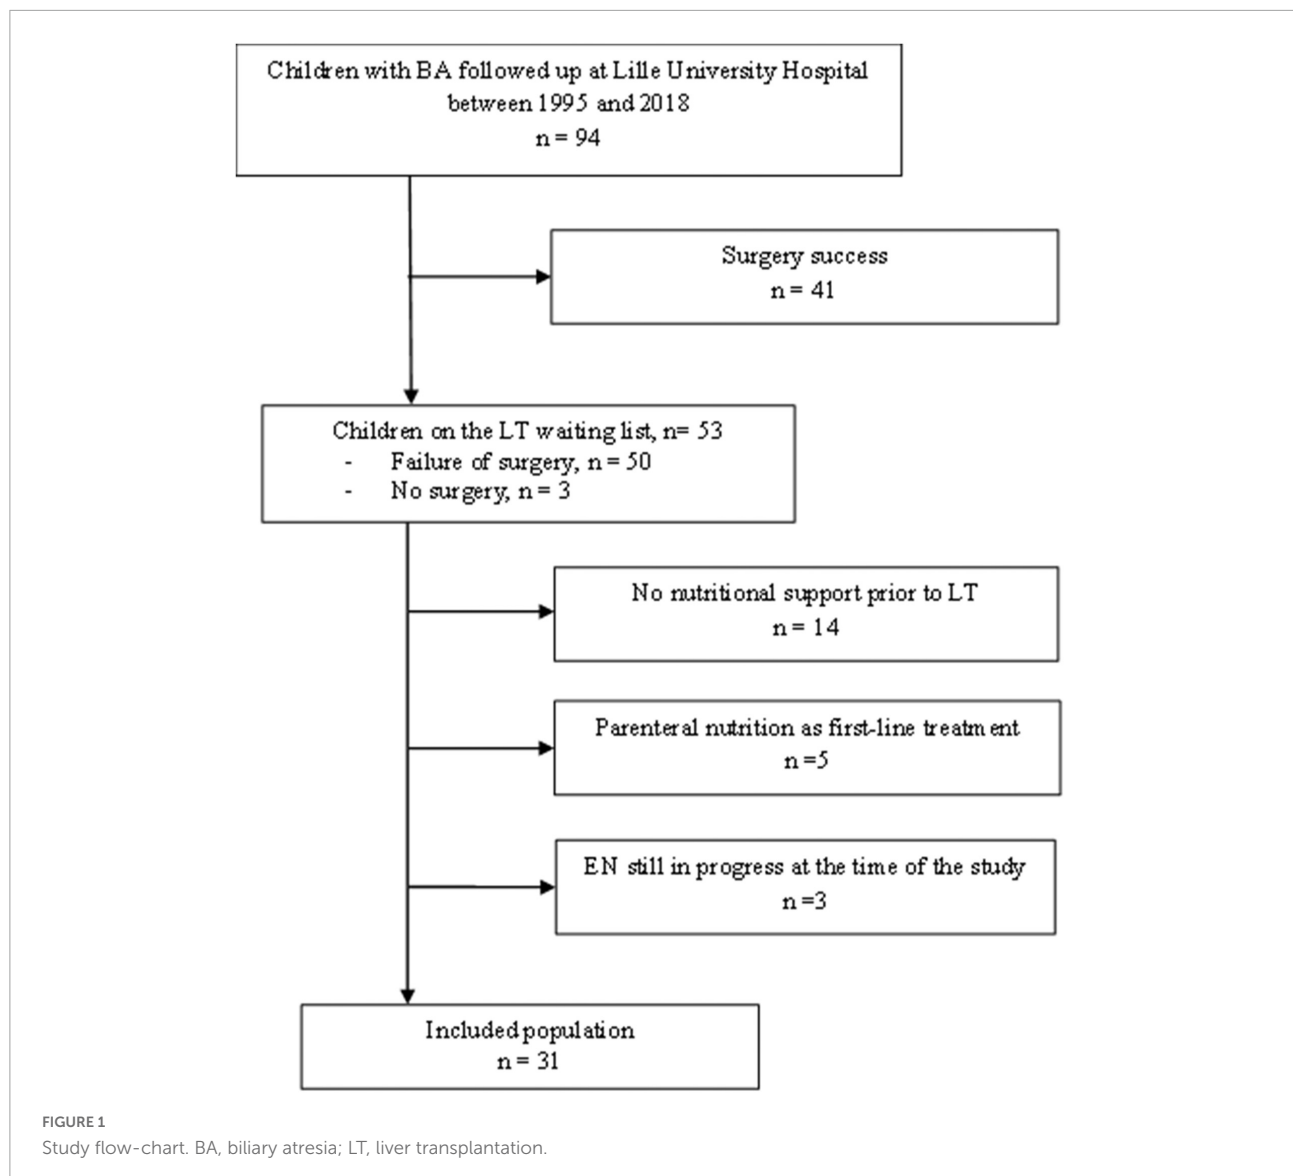 Children with BA followed up at Lille University Hospital
between 1995 and 2018
n = 94
Surgery success
n = 41
Children on the LT waiting list, n= 53
- Failure of surgery, n = 50
- No surgery, n = 3
No nutritional support prior to LT
n = 14
Parenteral nutrition as first-line treatment
n =5
EN still in progress at the time of the study
n =3
Included population
n = 31
FIGURE 1
Study flow-chart. BA, biliary atresia; LT, liver transplantation.